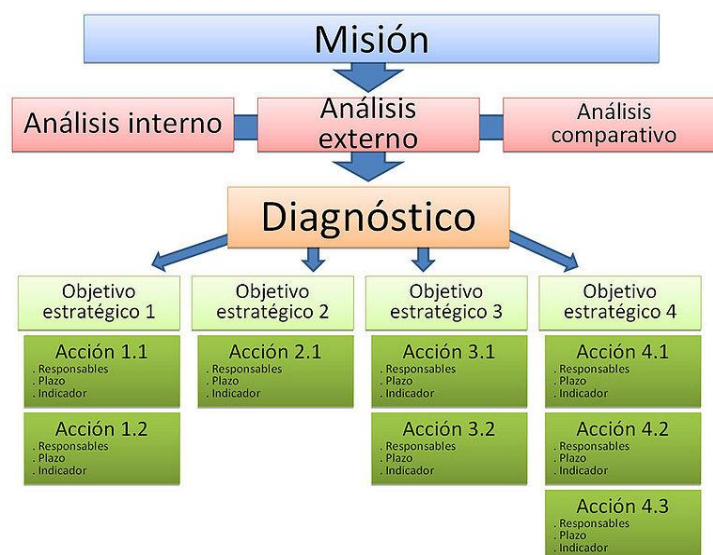 Misión
Análisis interno
Análisis
externo
Análisis
comparativo
Diagnóstico
Objetivo
estratégico 1
Objetivo
estratégico 2
Objetivo
estratégico 3
Objetivo
estratégico 4
Acción 1.1
. Responsables
. Plazo
. Indicador
Acción 2.1
. Responsables
. Plazo
. Indicador
Acción 3.1
. Responsables
. Plazo
. Indicador
Acción 4.1
. Responsables
. Plazo
. Indicador
Acción 1.2
. Responsables
. Plazo
. Indicador
Acción 3.2
. Responsables
. Plazo
. Indicador
Acción 4.2
. Responsables
. Plazo
. Indicador
Acción 4.3
. Responsables
. Plazo
. Indicador